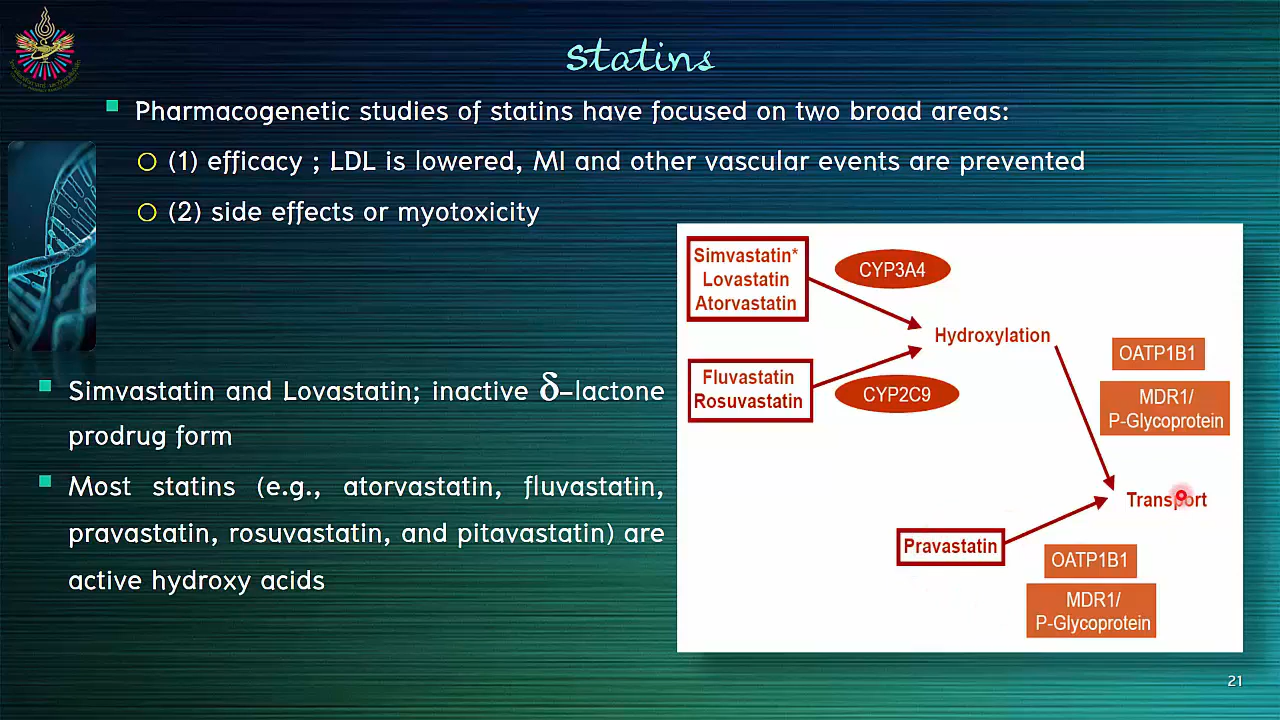 Statins
Pharmacogenetic studies of statins have focused on two broad areas:
(1) efficacy ; LDL is lowered, MI and other vascular events are prevented
(2) side effects or myotoxicity
Simvastatin and Lovastatin; inactive δ-lactone
prodrug form
Most statins (e.g., atorvastatin, fluvastatin,
pravastatin, rosuvastatin, and pitavastatin) are
active hydroxy acids
Simvastatin*
Lovastatin
Atorvastatin
CYP3A4
Hydroxylation
Fluvastatin
Rosuvastatin
CYP2C9
OATP1B1
MDR1/
P-Glycoprotein
Transport
Pravastatin
OATP1B1
MDR1/
P-Glycoprotein
21